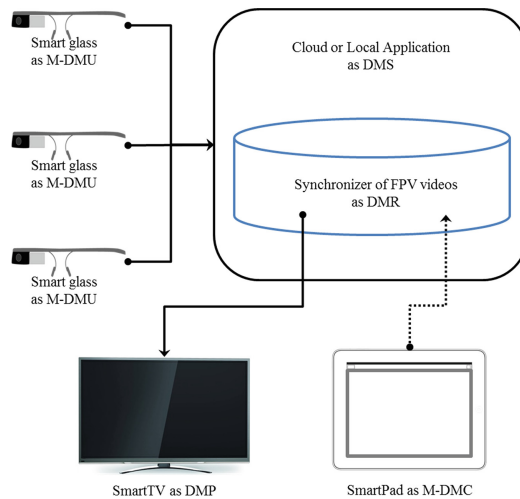 Smart glass
as M-DMU
Smart glass
as M-DMU
Smart glass
as M-DMU
Cloud or Local Application
as DMS
Synchronizer of FPV videos
as DMR
SmartTV as DMP
SmartPad as M-DMC